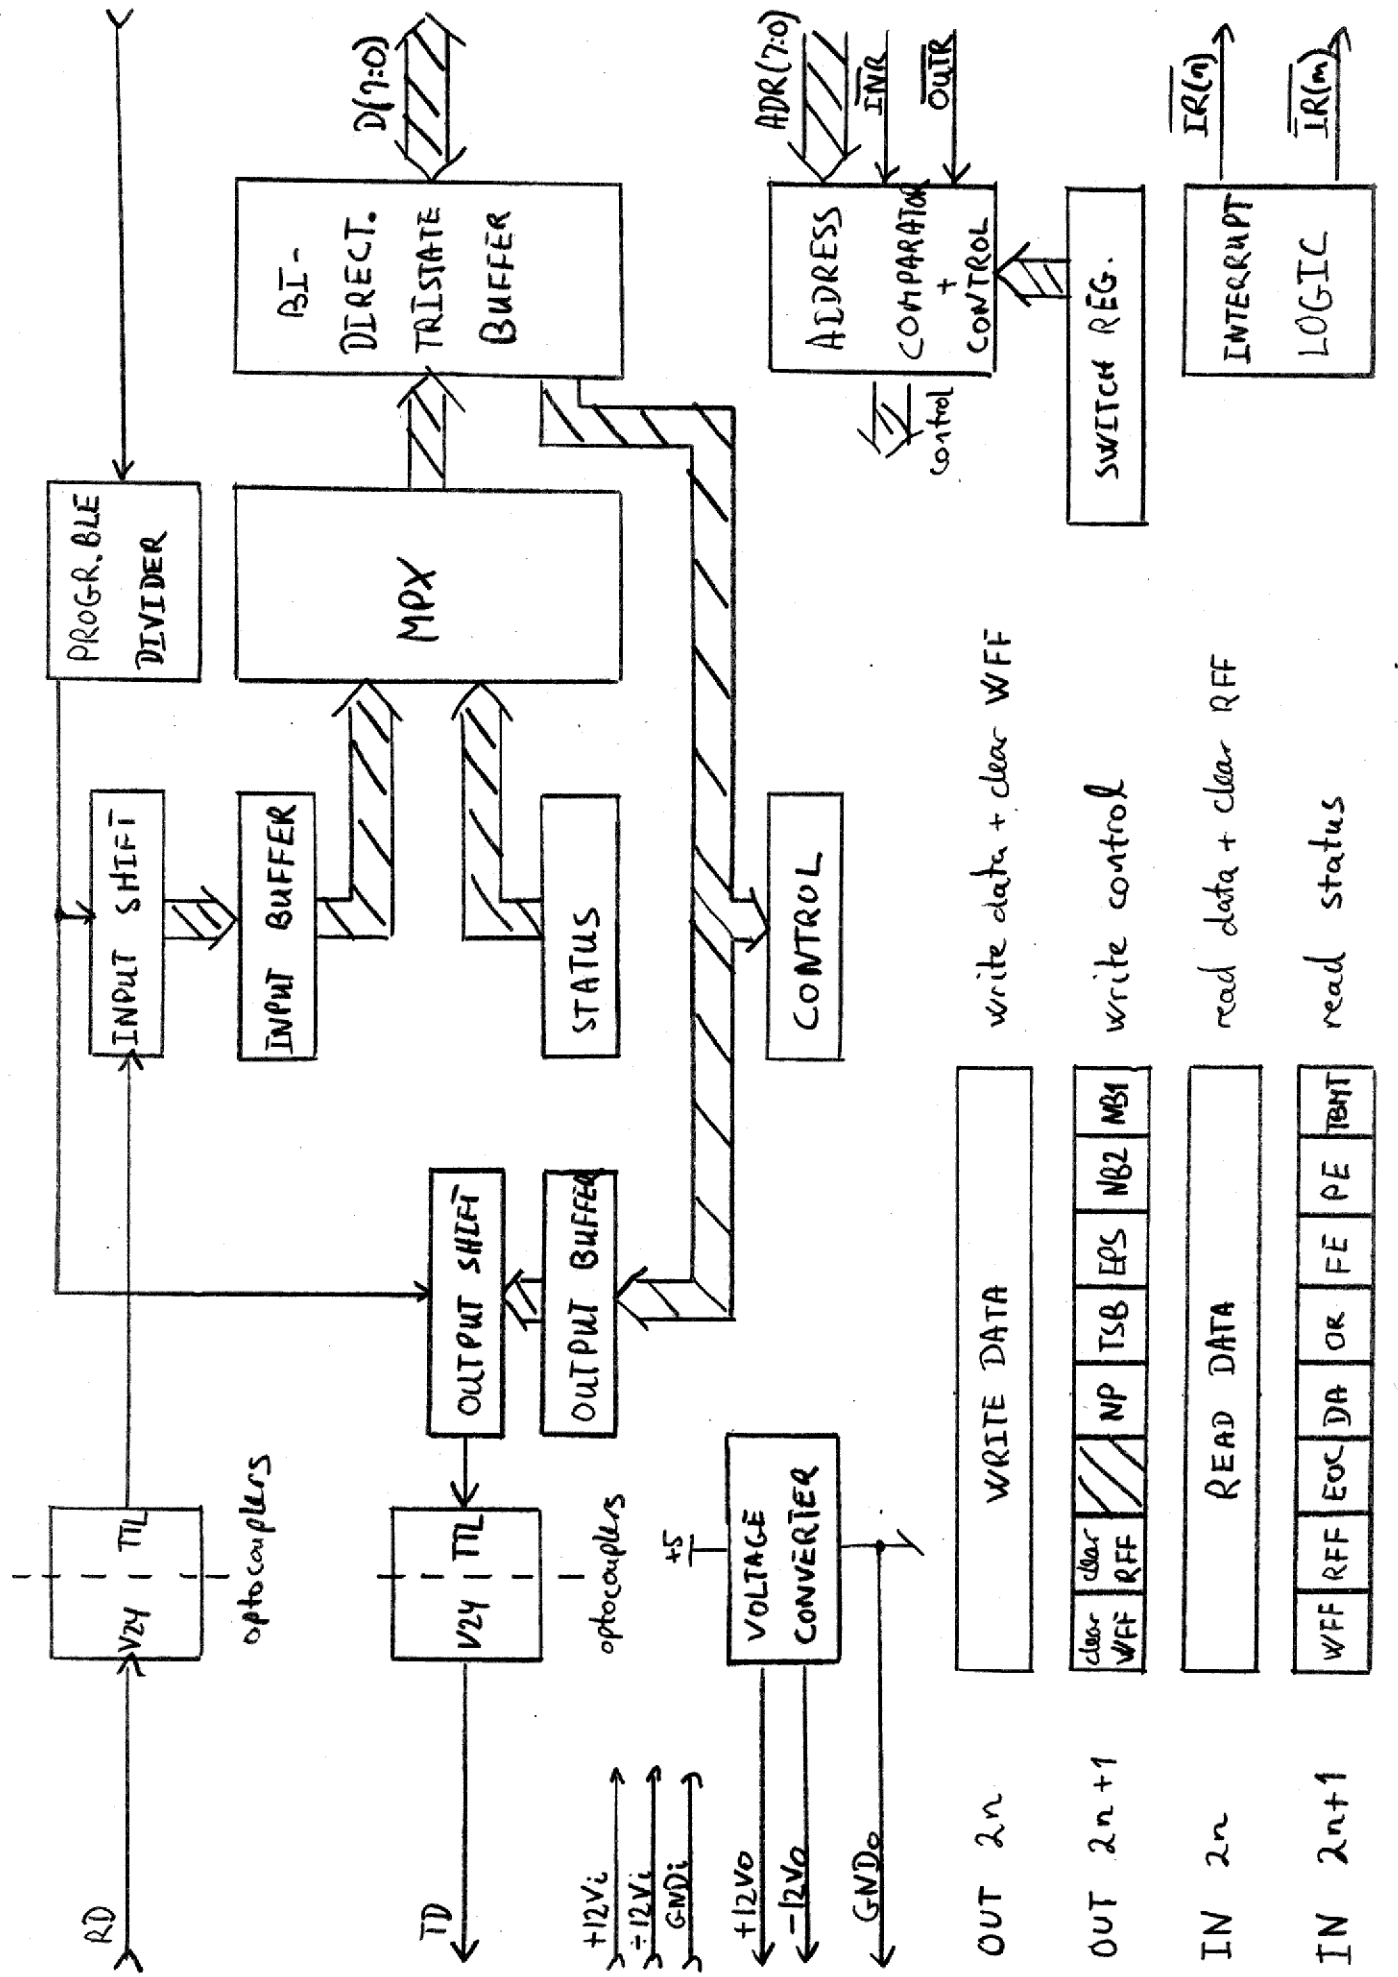 RD
V24 TTL
optocouplers
INPUT SHIFT
PROGR.BLE
DIVIDER
TD
V24 TTL
optocouplers
OUTPUT SHIFT
OUTPUT BUFFER
INPUT BUFFER
STATUS
MPX
BI-
DIRECT.
TRISTATE
BUFFER
D(7:0)
+12Vi
÷12Vi
GNDi
+12Vo
-12Vo
GNDo
+5
VOLTAGE
CONVERTER
CONTROL
ADDRESS
COMPARATOR
+
CONTROL
control
ADR(7:0)
INR
OUTR
SWITCH REG.
INTERRUPT
LOGIC
IR(n)
IR(m)
OUT 2n WRITE DATA write data + clear WFF
OUT 2n+1 clear WFF clear RFF NP TSB EPS NB2 NB1 write control
IN 2n READ DATA read data + clear RFF
IN 2n+1 WFF RFF EOC DA OR FE PE TBMT read status